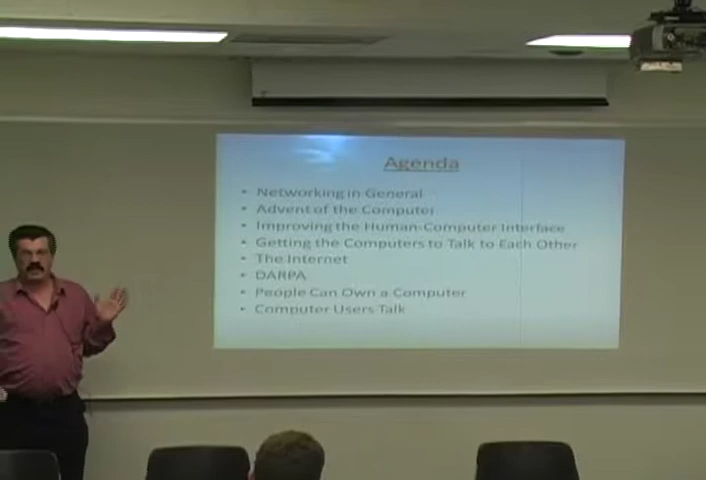 Agenda
• Networking in General
• Advent of the Computer
• Improving the Human-Computer Interface
• Getting the Computers to Talk to Each Other
• The Internet
• DARPA
• People Can Own a Computer
• Computer Users Talk